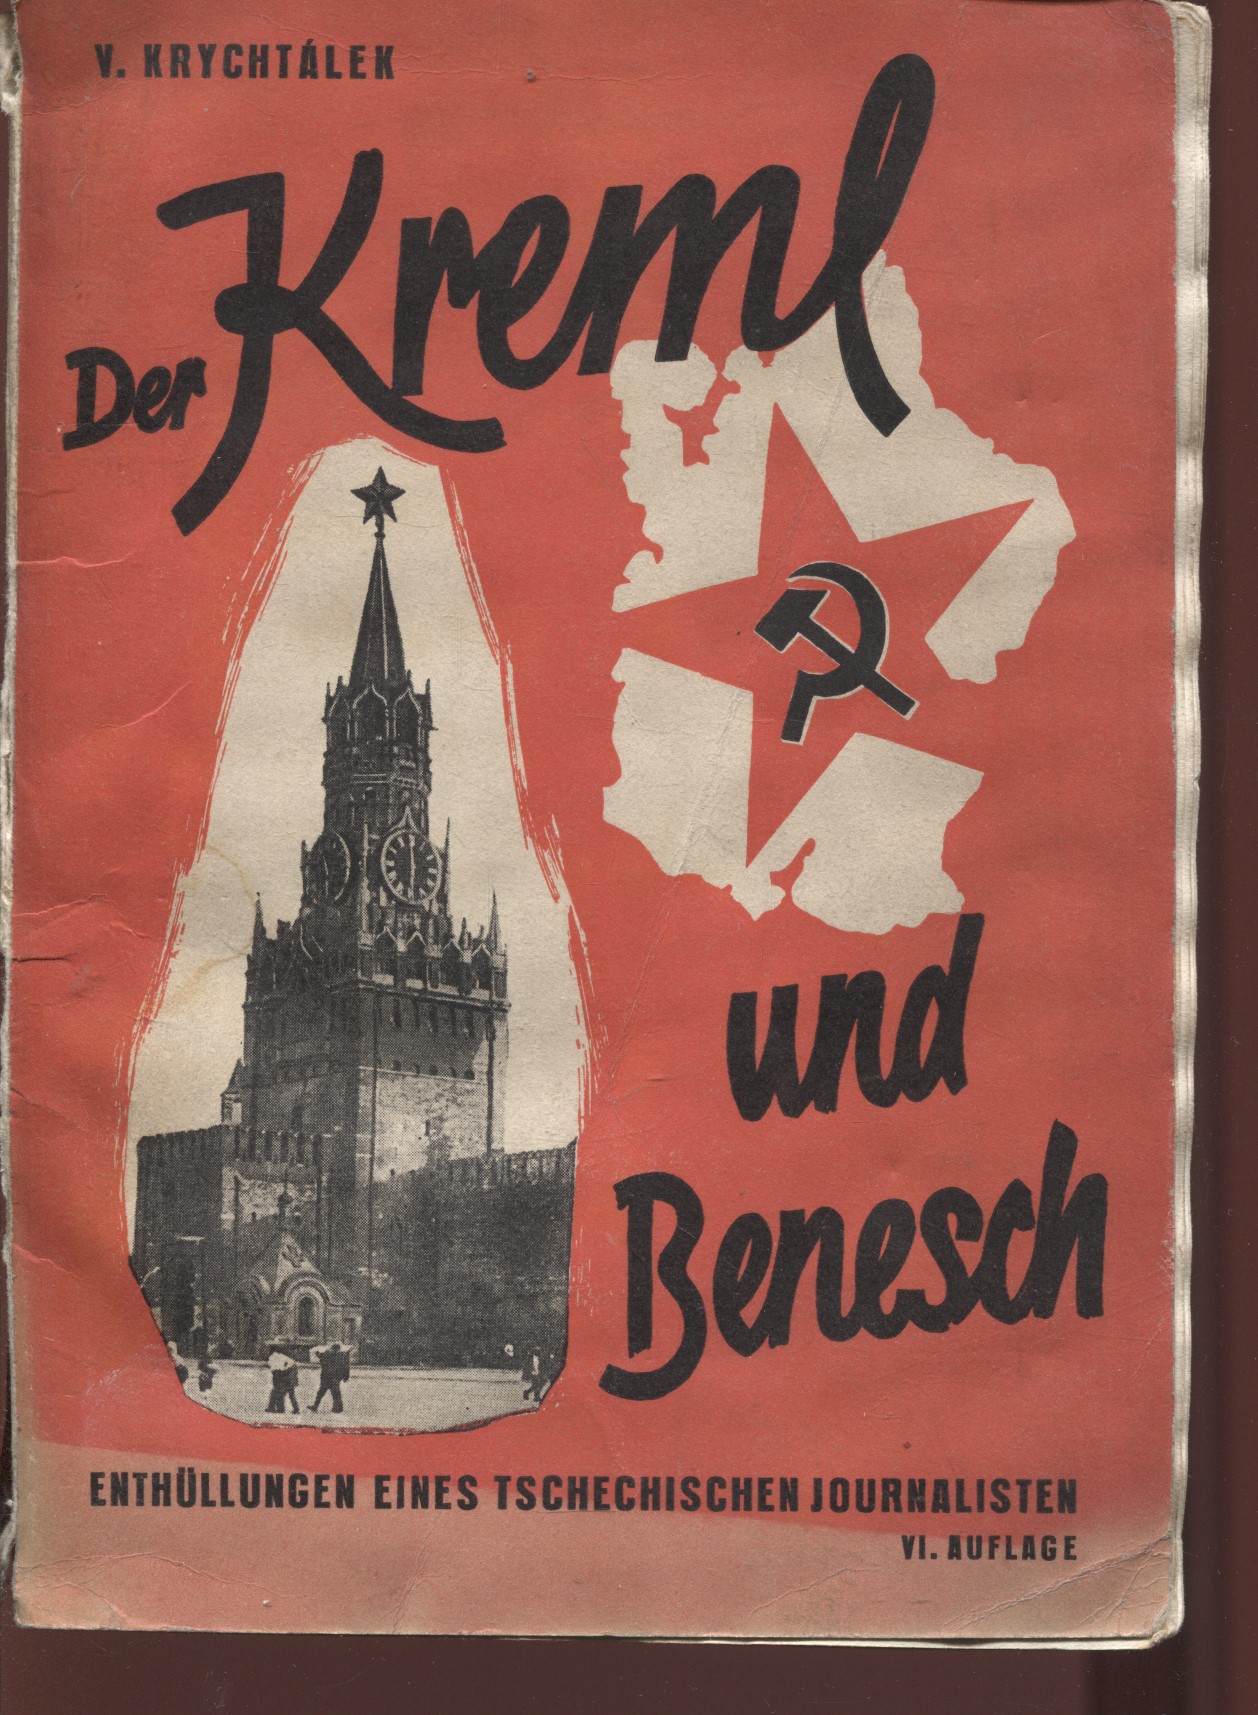 V. KRYCHTÁLEK
Der Kreml
und
Benesch
ENTHÜLLUNGEN EINES TSCHECHISCHEN JOURNALISTEN
VI. AUFLAGE